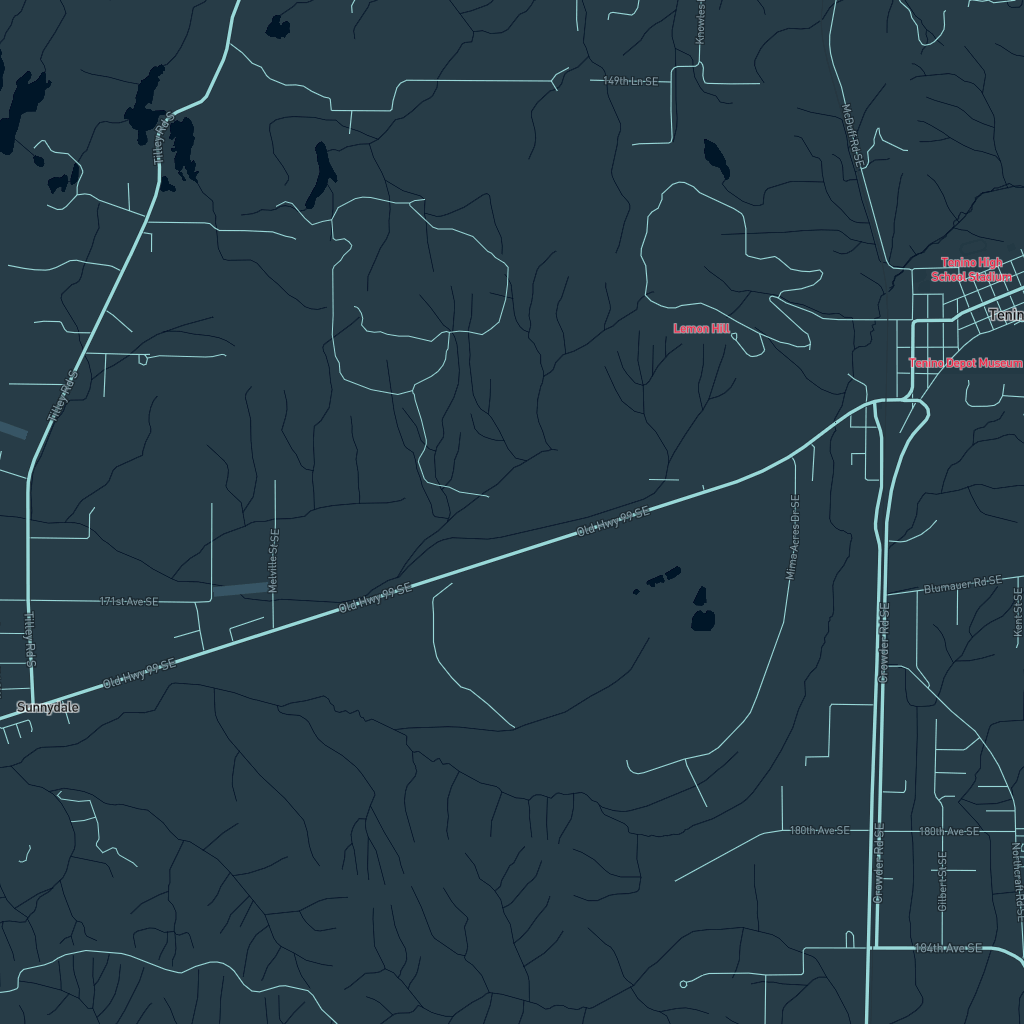 Knowles
149th Ln SE
McDuff Rd SE
Tilley Rd S
Tenino High
School Stadium
Tenin
Lemon Hill
Tenino Depot Museum
Tilley Rd S
Old Hwy 99 SE
Mima Acres Dr SE
Melville St SE
Blumauer Rd SE
Old Hwy 99 SE
171st Ave SE
Kent St SE
Tilley Rd S
Crowder Rd SE
Old Hwy 99 SE
Sunnydale
180th Ave SE
180th Ave SE
Crowder Rd SE
Gilbert St SE
Northcraft Rd SE
184th Ave SE